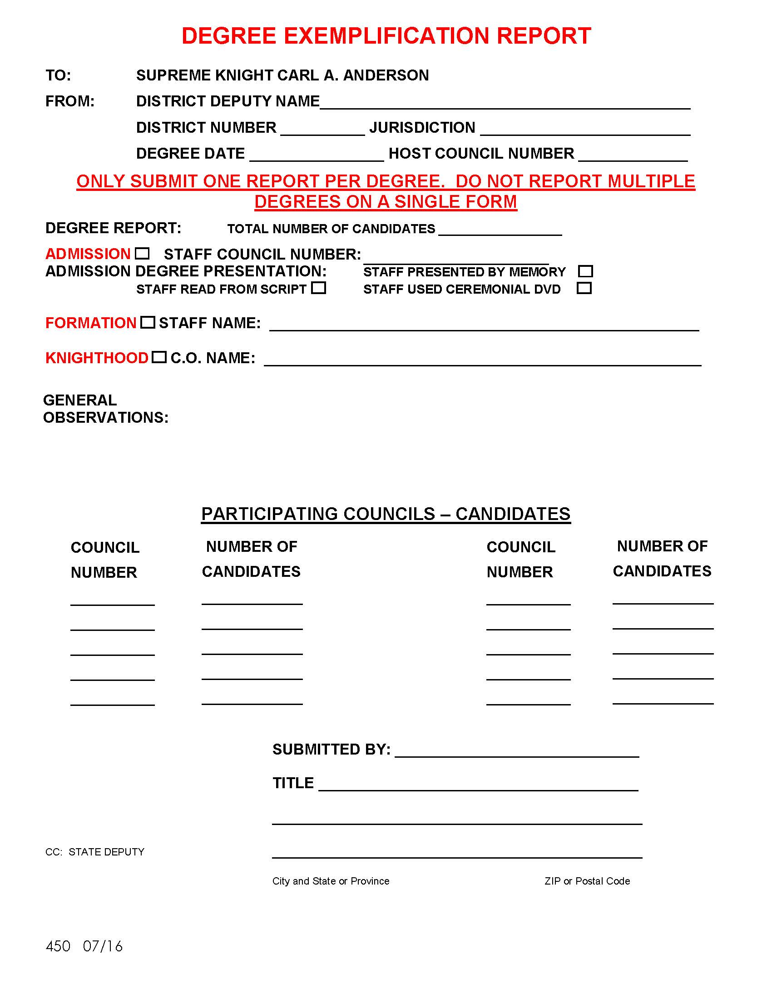 DEGREE EXEMPLIFICATION REPORT
TO: SUPREME KNIGHT CARL A. ANDERSON
FROM: DISTRICT DEPUTY NAME
DISTRICT NUMBER JURISDICTION
DEGREE DATE HOST COUNCIL NUMBER
ONLY SUBMIT ONE REPORT PER DEGREE. DO NOT REPORT MULTIPLE
DEGREES ON A SINGLE FORM
DEGREE REPORT: TOTAL NUMBER OF CANDIDATES
ADMISSION STAFF COUNCIL NUMBER:
ADMISSION DEGREE PRESENTATION: STAFF PRESENTED BY MEMORY
STAFF READ FROM SCRIPT STAFF USED CEREMONIAL DVD
FORMATION STAFF NAME:
KNIGHTHOOD C.O. NAME:
GENERAL
OBSERVATIONS:
PARTICIPATING COUNCILS – CANDIDATES
COUNCIL NUMBER OF COUNCIL NUMBER OF
NUMBER CANDIDATES NUMBER CANDIDATES
SUBMITTED BY:
TITLE
CC: STATE DEPUTY
City and State or Province ZIP or Postal Code
450 07/16